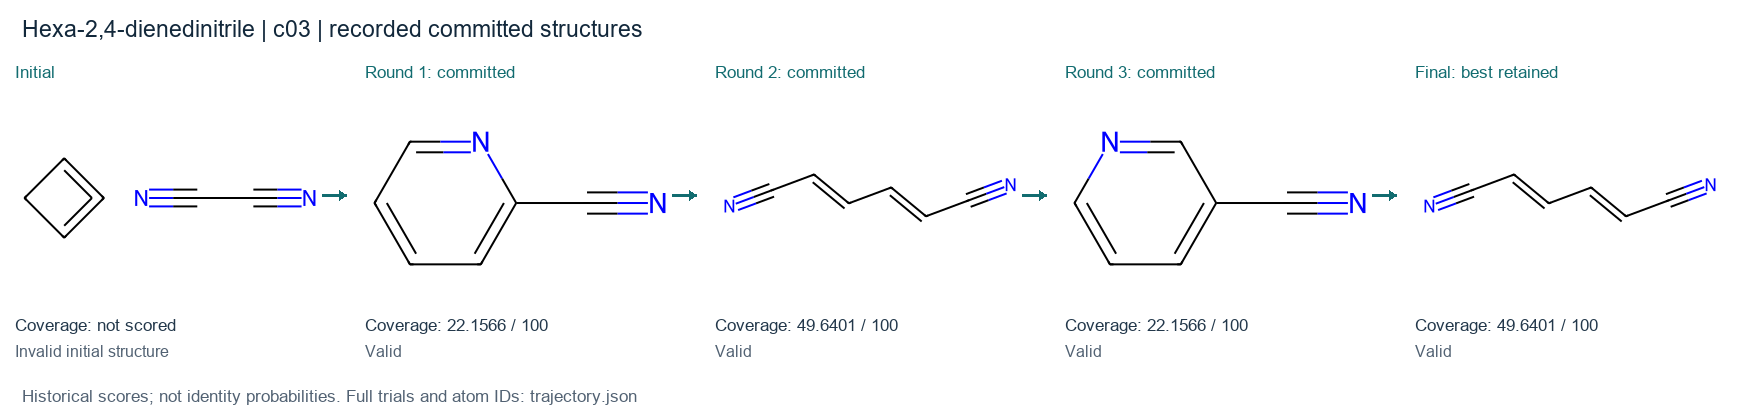 Hexa-2,4-dienedinitrile | c03 | recorded committed structures
Initial
Round 1: committed
Round 2: committed
Round 3: committed
Final: best retained
N
N
N
N
N
N
N
N
N
N
Coverage: not scored
Coverage: 22.1566 / 100
Coverage: 49.6401 / 100
Coverage: 22.1566 / 100
Coverage: 49.6401 / 100
Invalid initial structure
Valid
Valid
Valid
Valid
Historical scores; not identity probabilities. Full trials and atom IDs: trajectory.json